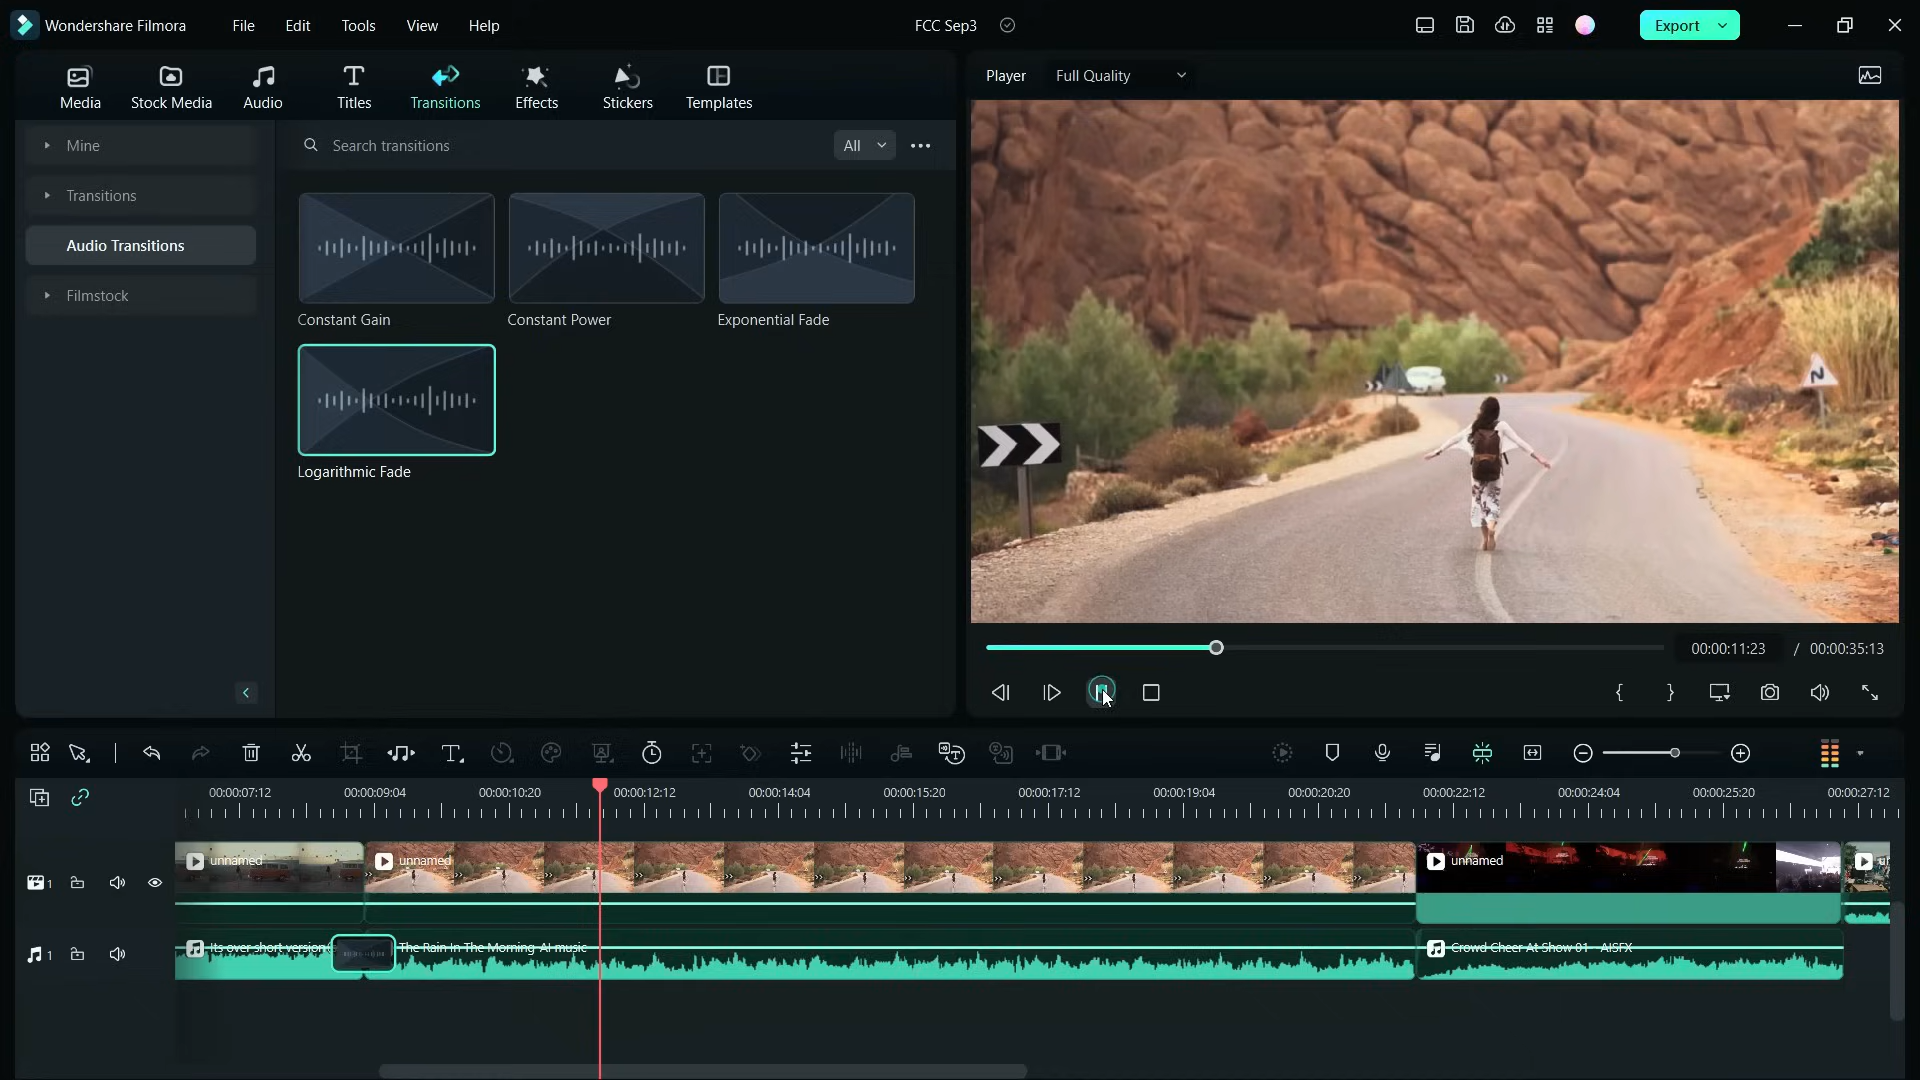 Wondershare Filmora
File
Edit
Tools
View
Help
FCC Sep3
Export
Media
Stock Media
Audio
Titles
Transitions
Effects
Stickers
Templates
Player
Full Quality
Mine
Transitions
Audio Transitions
Filmstock
Search transitions
All
Constant Gain
Constant Power
Exponential Fade
Logarithmic Fade
00:00:11:23 / 00:00:35:13
00:00:07:12
00:00:09:04
00:00:10:20
00:00:12:12
00:00:14:04
00:00:15:20
00:00:17:12
00:00:19:04
00:00:20:20
00:00:22:12
00:00:24:04
00:00:25:20
00:00:27:12
1
unnamed
unnamed
unnamed
1
Its over short version
The Rain In The Morning-AI music
Crowd Cheer At Show 01 - AISFX